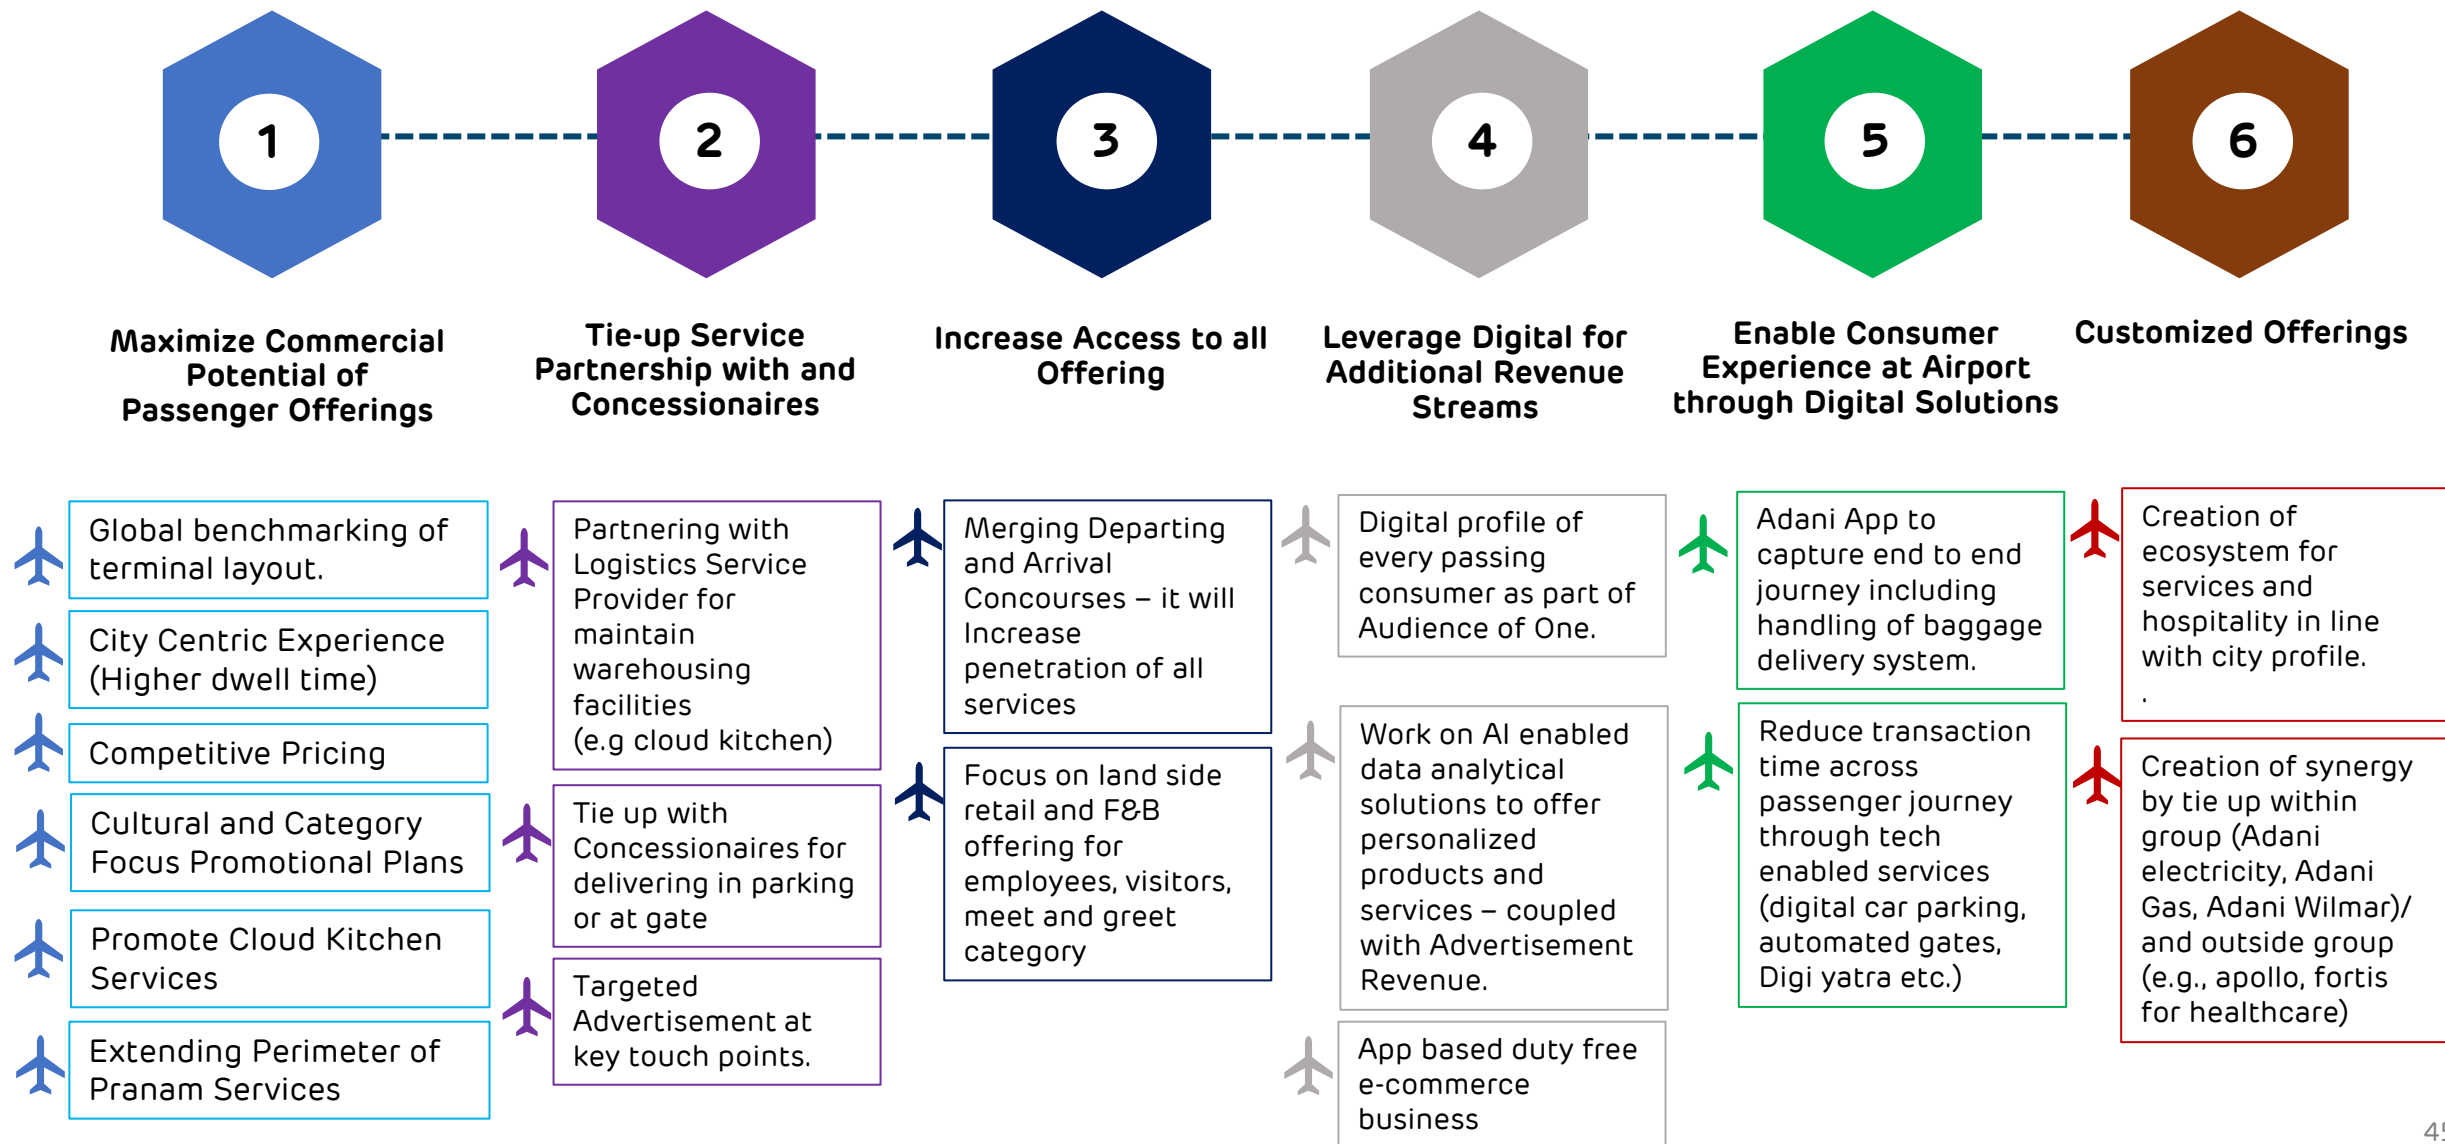 1
2
3
4
5
6
Maximize Commercial
Potential of
Passenger Offerings
Tie-up Service
Partnership with and
Concessionaires
Increase Access to all
Offering
Leverage Digital for
Additional Revenue
Streams
Enable Consumer
Experience at Airport
through Digital Solutions
Customized Offerings
Global benchmarking of
terminal layout.
City Centric Experience
(Higher dwell time)
Competitive Pricing
Cultural and Category
Focus Promotional Plans
Promote Cloud Kitchen
Services
Extending Perimeter of
Pranam Services
Partnering with
Logistics Service
Provider for
maintain
warehousing
facilities
(e.g cloud kitchen)
Tie up with
Concessionaires for
delivering in parking
or at gate
Targeted
Advertisement at
key touch points.
Merging Departing
and Arrival
Concourses – it will
Increase
penetration of all
services
Focus on land side
retail and F&B
offering for
employees, visitors,
meet and greet
category
Digital profile of
every passing
consumer as part of
Audience of One.
Work on AI enabled
data analytical
solutions to offer
personalized
products and
services – coupled
with Advertisement
Revenue.
App based duty free
e-commerce
business
Adani App to
capture end to end
journey including
handling of baggage
delivery system.
Reduce transaction
time across
passenger journey
through tech
enabled services
(digital car parking,
automated gates,
Digi yatra etc.)
Creation of
ecosystem for
services and
hospitality in line
with city profile.
.
Creation of synergy
by tie up within
group (Adani
electricity, Adani
Gas, Adani Wilmar)/
and outside group
(e.g., apollo, fortis
for healthcare)
45